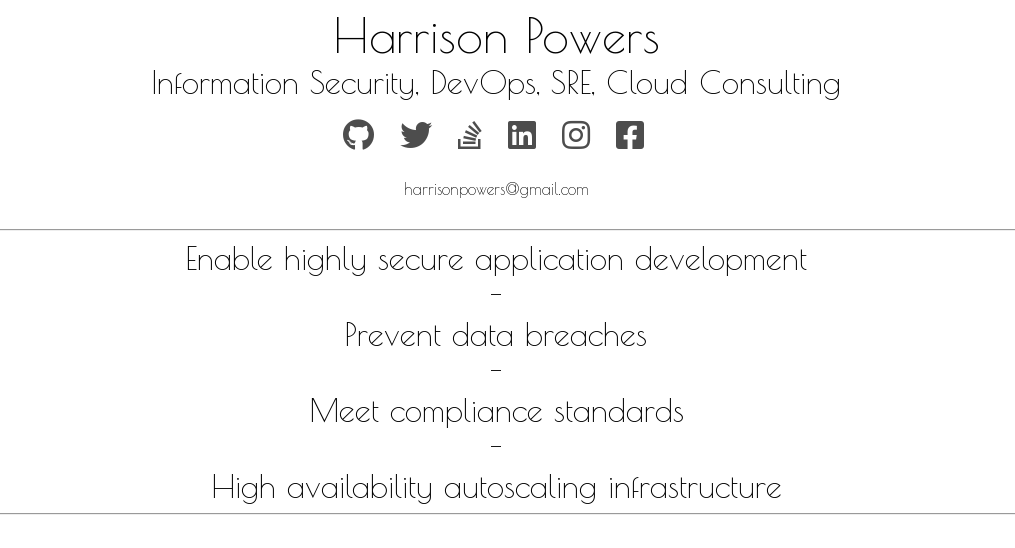 Harrison Powers
Information Security, DevOps, SRE, Cloud Consulting
harrisonpowers@gmail.com
Enable highly secure application development
–
Prevent data breaches
–
Meet compliance standards
–
High availability autoscaling infrastructure